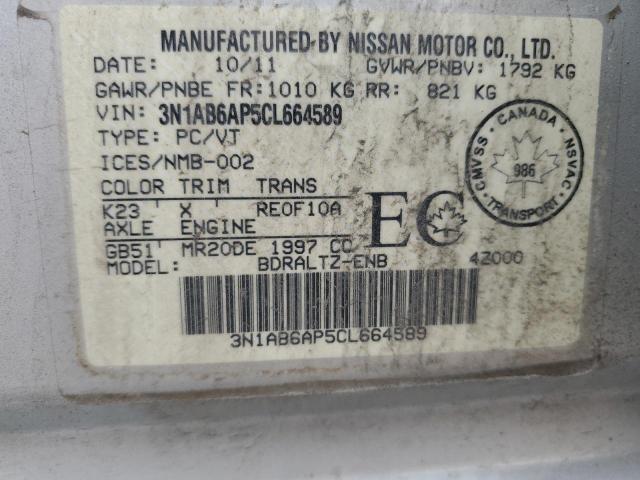 MANUFACTURED BY NISSAN MOTOR CO., LTD.
DATE: 10/11 GVWR/PNBV: 1792 KG
GAWR/PNBE FR:1010 KG RR: 821 KG
VIN: 3N1AB6AP5CL664589
TYPE: PC/VT
ICES/NMB-002
COLOR TRIM TRANS
K23 ' X ' RE0F10A
AXLE ENGINE
GB51 ' MR20DE 1997 CC
MODEL: BDRALTZ-ENB 4Z000
EC
CANADA
CMVSS
NSVAC
986
TRANSPORT
3N1AB6AP5CL664589